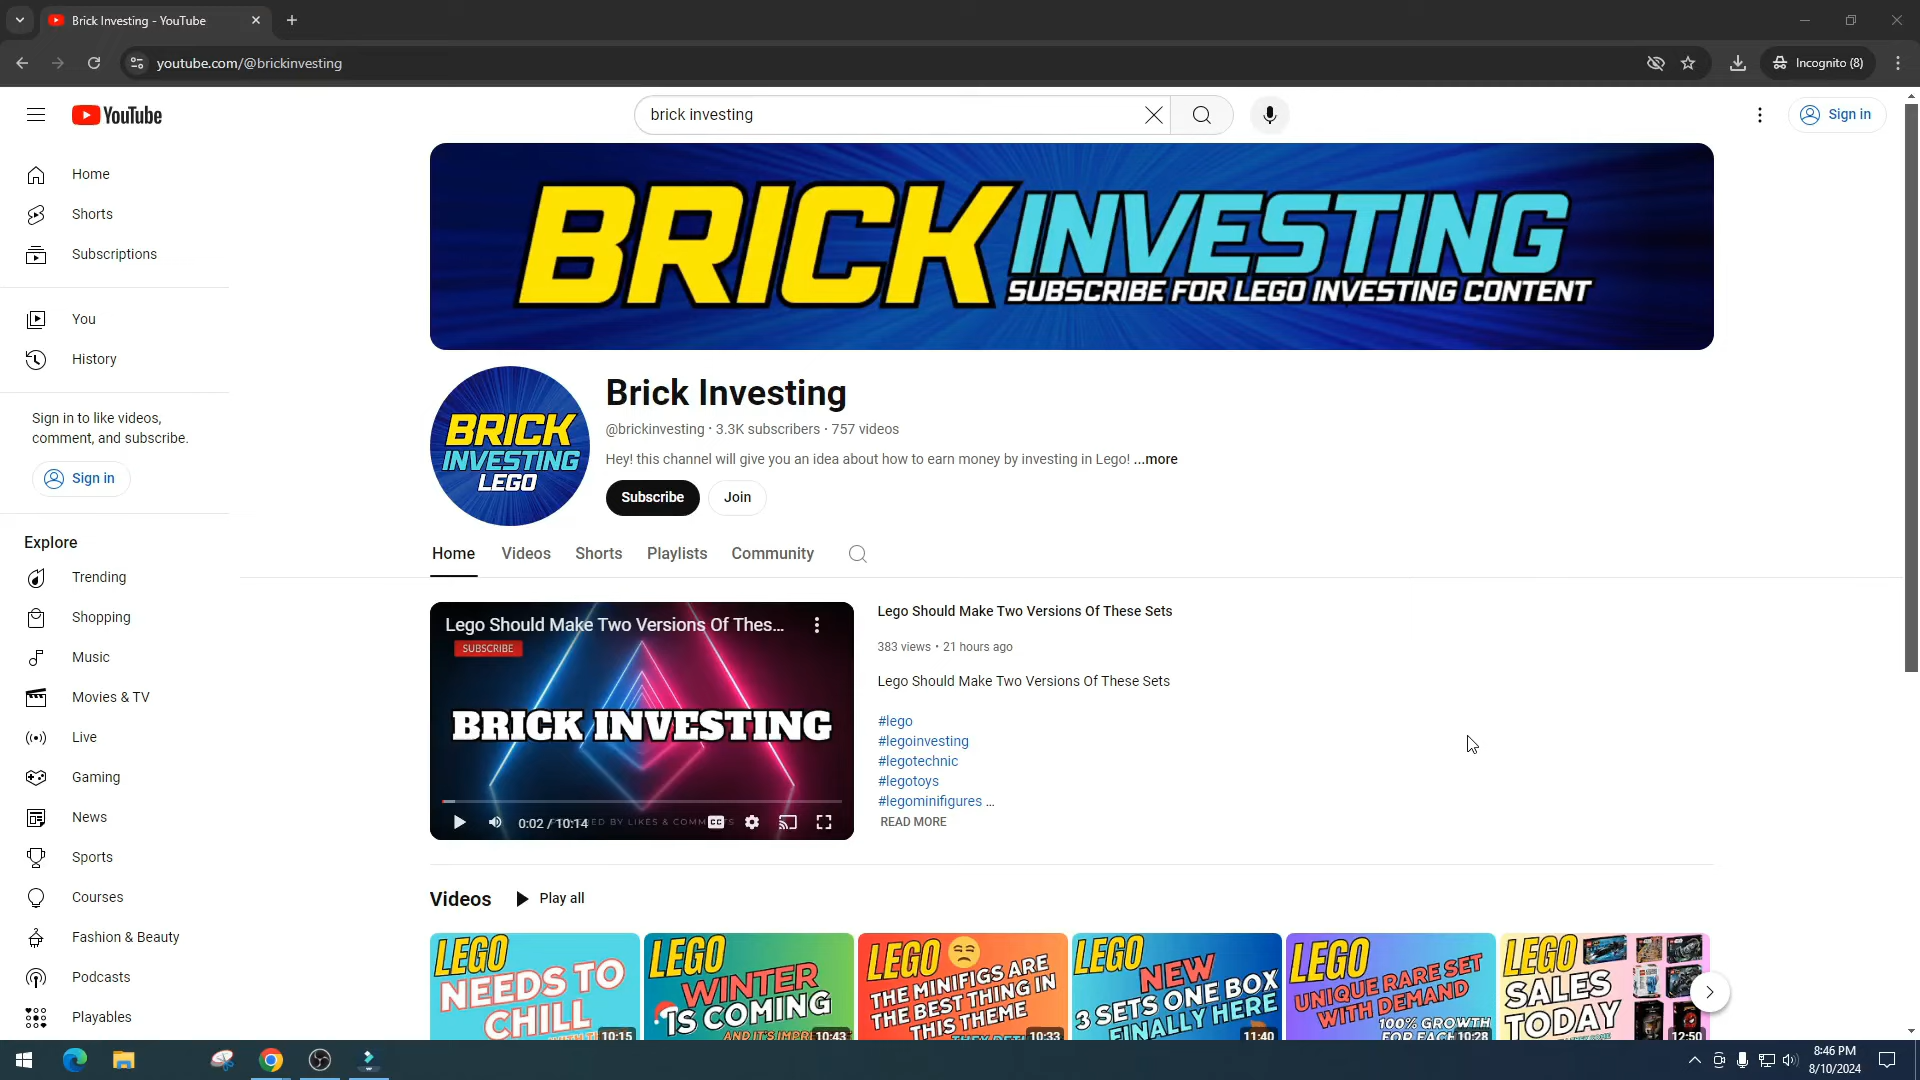 Brick Investing - YouTube
youtube.com/@brickinvesting
Incognito (8)
YouTube
brick investing
Sign in
Home
Shorts
Subscriptions
You
History
Sign in to like videos,
comment, and subscribe.
Sign in
Explore
Trending
Shopping
Music
Movies & TV
Live
Gaming
News
Sports
Courses
Fashion & Beauty
Podcasts
Playables
BRICK INVESTING
SUBSCRIBE FOR LEGO INVESTING CONTENT
BRICK
INVESTING
LEGO
Brick Investing
@brickinvesting · 3.3K subscribers · 757 videos
Hey! this channel will give you an idea about how to earn money by investing in Lego! ...more
Subscribe
Join
Home
Videos
Shorts
Playlists
Community
Lego Should Make Two Versions Of Thes...
SUBSCRIBE
BRICK INVESTING
0:02 / 10:14
ED BY LIKES & COMM
Lego Should Make Two Versions Of These Sets
383 views · 21 hours ago
Lego Should Make Two Versions Of These Sets
#lego
#legoinvesting
#legotechnic
#legotoys
#legominifigures ...
READ MORE
Videos
Play all
LEGO
NEEDS TO
CHILL
10:15
LEGO
WINTER
IS COMING
10:43
LEGO
THE MINIFIGS ARE
THE BEST THING IN
THIS THEME
10:33
LEGO
NEW
3 SETS ONE BOX
FINALLY HERE
11:40
LEGO
UNIQUE RARE SET
WITH DEMAND
100% GROWTH
10:28
LEGO
SALES
TODAY
12:50
8:46 PM
8/10/2024